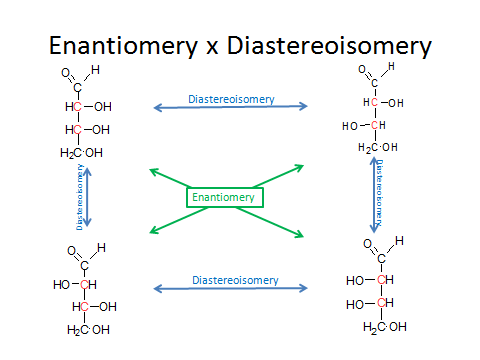 Enantiomery x Diastereoisomery
O H
C
HC–OH
HC–OH
H₂C·OH
Diastereoisomery
O H
C
HC–OH
HO–CH
H₂C·OH
Diastereoisomery
Enantiomery
Diastereoisomery
O H
C
HO–CH
HC–OH
H₂C·OH
Diastereoisomery
O H
C
HO–CH
HO–CH
H₂C·OH